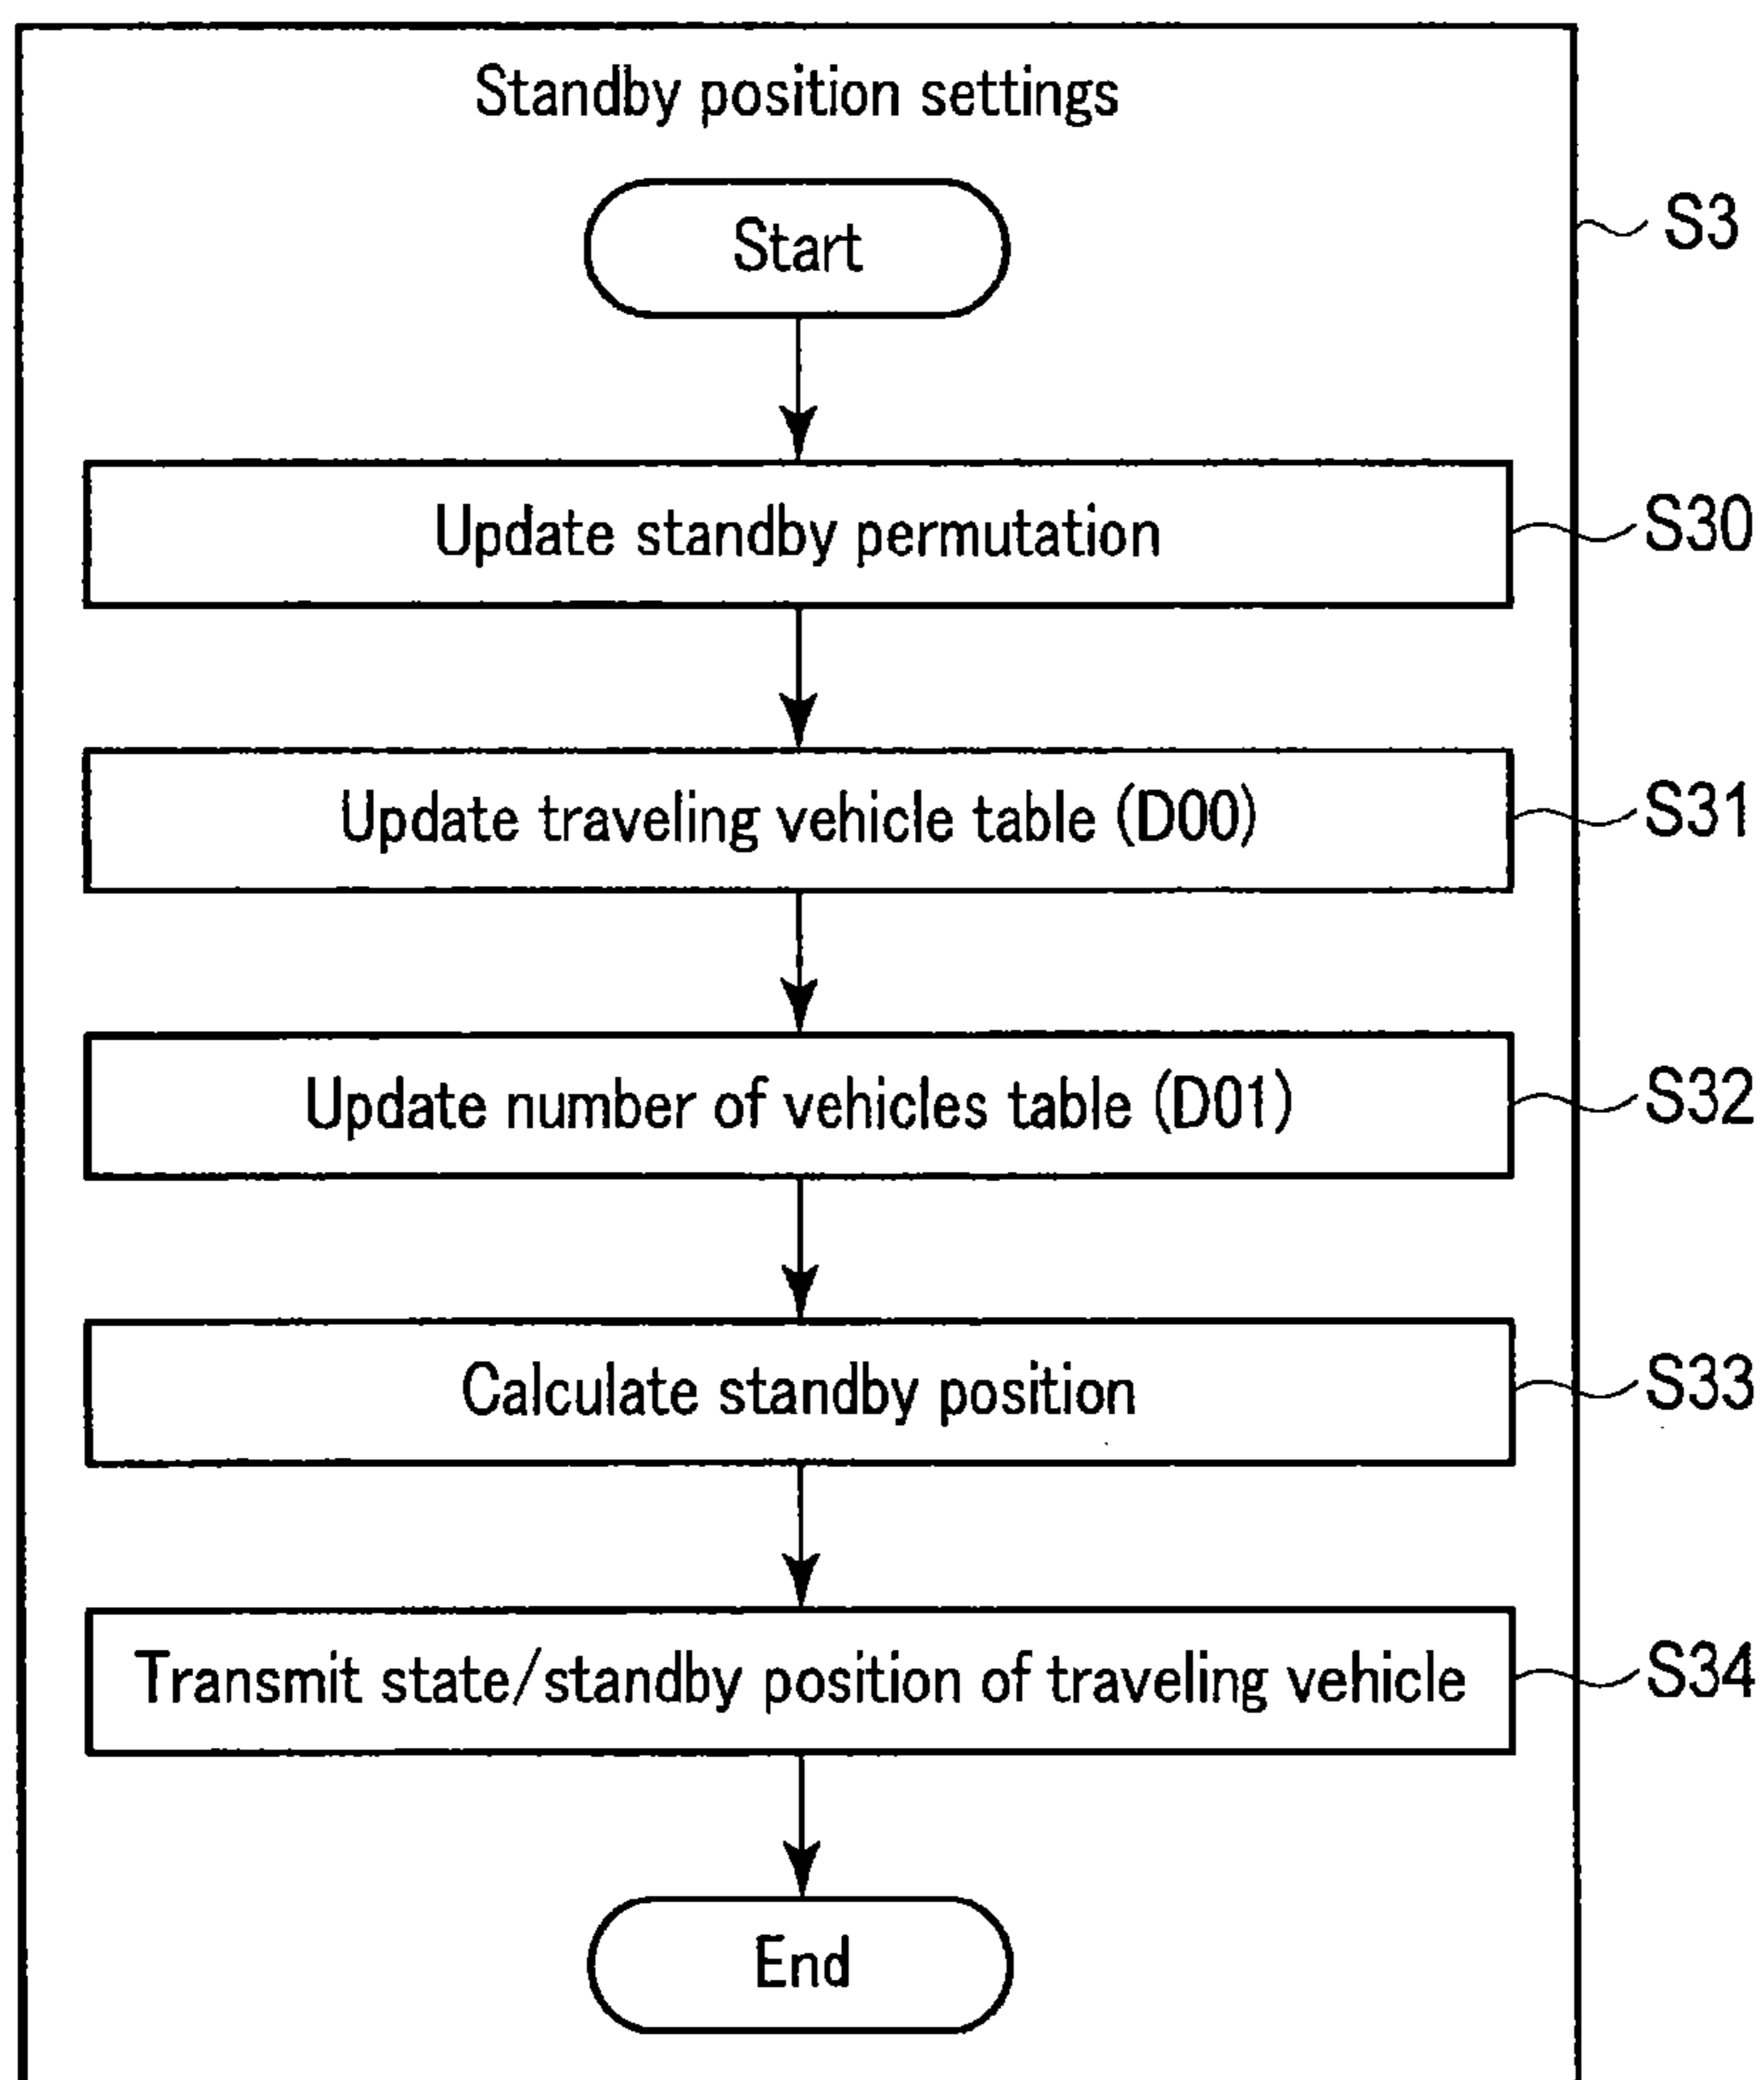 Standby position settings
Start
S3
Update standby permutation
S30
Update traveling vehicle table (D00)
S31
Update number of vehicles table (D01)
S32
Calculate standby position
S33
Transmit state/standby position of traveling vehicle
S34
End